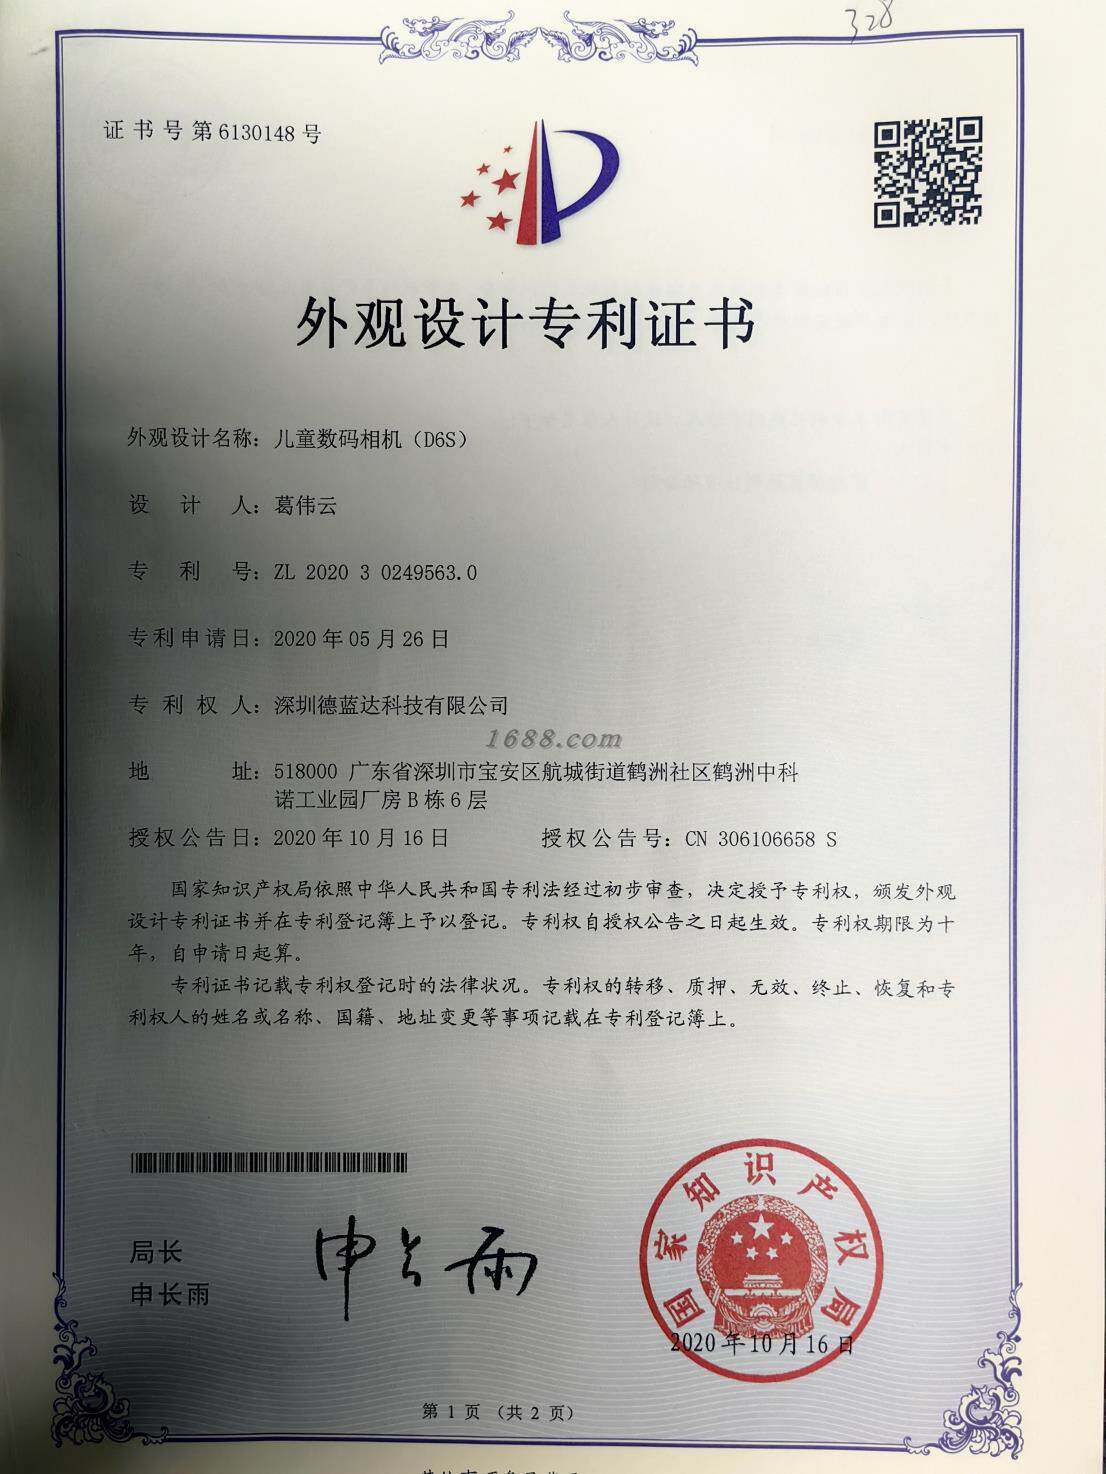 328
证书号第6130148号
外观设计专利证书
外观设计名称：儿童数码相机（D6S）
设计人：葛伟云
专利号：ZL 2020 3 0249563.0
专利申请日：2020年05月26日
专利权人：深圳德蓝达科技有限公司
1688.com
地址：518000 广东省深圳市宝安区航城街道鹤洲社区鹤洲中科
诺工业园厂房B栋6层
授权公告日：2020年10月16日 授权公告号：CN 306106658 S
国家知识产权局依照中华人民共和国专利法经过初步审查，决定授予专利权，颁发外观
设计专利证书并在专利登记簿上予以登记。专利权自授权公告之日起生效。专利权期限为十
年，自申请日起算。
专利证书记载专利权登记时的法律状况。专利权的转移、质押、无效、终止、恢复和专
利权人的姓名或名称、国籍、地址变更等事项记载在专利登记簿上。
局长
申长雨
申长雨
国家知识产权局
2020年10月16日
第1页（共2页）